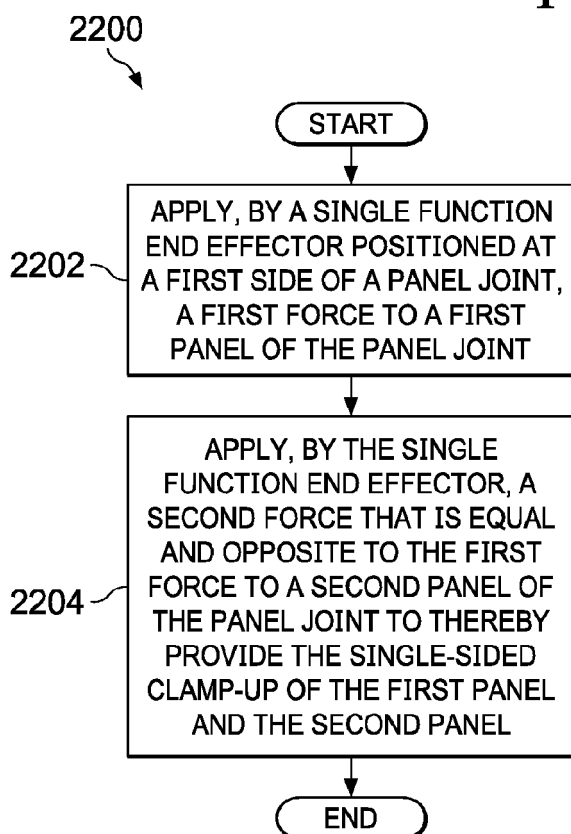 2200
START
2202
APPLY, BY A SINGLE FUNCTION
END EFFECTOR POSITIONED AT
A FIRST SIDE OF A PANEL JOINT,
A FIRST FORCE TO A FIRST
PANEL OF THE PANEL JOINT
2204
APPLY, BY THE SINGLE
FUNCTION END EFFECTOR, A
SECOND FORCE THAT IS EQUAL
AND OPPOSITE TO THE FIRST
FORCE TO A SECOND PANEL OF
THE PANEL JOINT TO THEREBY
PROVIDE THE SINGLE-SIDED
CLAMP-UP OF THE FIRST PANEL
AND THE SECOND PANEL
END